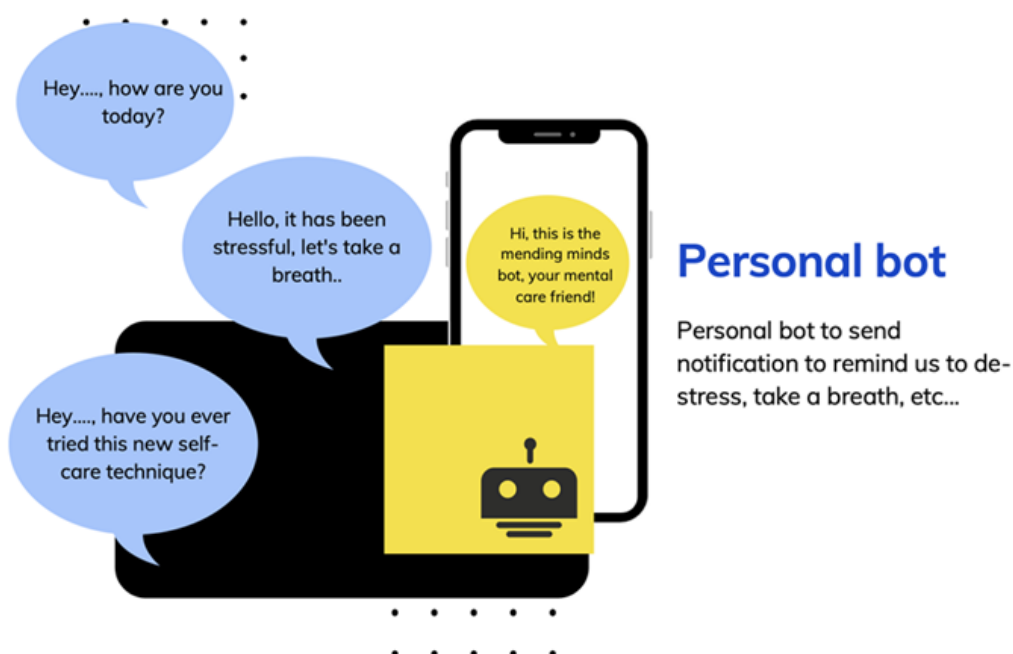 Hey...., how are you
today?
Hello, it has been
stressful, let's take a
breath..
Hi, this is the
mending minds
bot, your mental
care friend!
Hey...., have you ever
tried this new self-
care technique?
Personal bot
Personal bot to send
notification to remind us to de-
stress, take a breath, etc...